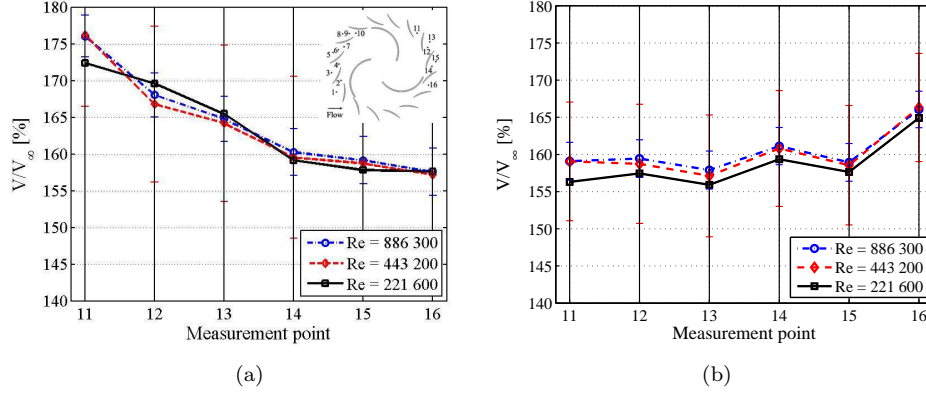 180
175
170
165
160
155
150
145
140
V/V∞ [%]
11 12 13 14 15 16
Measurement point
Re = 886 300
Re = 443 200
Re = 221 600
8 9 10
7
5 6
4
3
2
1
11
13
12
15
14
16
Flow
(a)
180
175
170
165
160
155
150
145
140
V/V∞ [%]
11 12 13 14 15 16
Measurement point
Re = 886 300
Re = 443 200
Re = 221 600
(b)